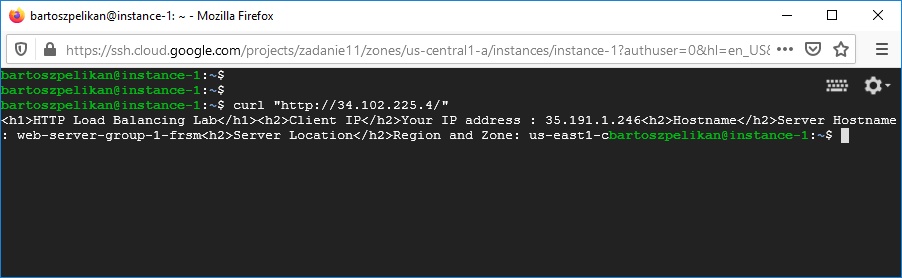 bartoszpelikan@instance-1: ~ - Mozilla Firefox
https://ssh.cloud.google.com/projects/zadanie11/zones/us-central1-a/instances/instance-1?authuser=0&hl=en_US&
bartoszpelikan@instance-1:~$
bartoszpelikan@instance-1:~$
bartoszpelikan@instance-1:~$ curl "http://34.102.225.4/"
<h1>HTTP Load Balancing Lab</h1><h2>Client IP</h2>Your IP address : 35.191.1.246<h2>Hostname</h2>Server Hostname
: web-server-group-1-frsm<h2>Server Location</h2>Region and Zone: us-east1-cbartoszpelikan@instance-1:~$